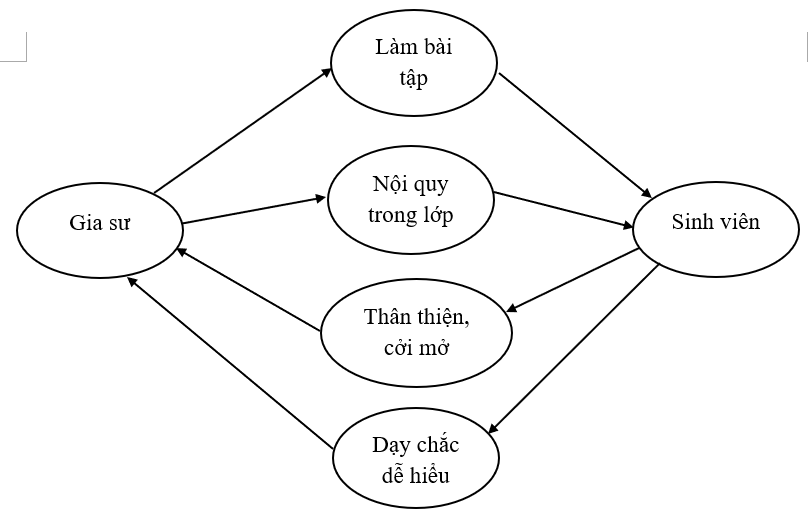 Làm bài
tập
Nội quy
trong lớp
Gia sư
Sinh viên
Thân thiện,
cởi mở
Dạy chắc
dễ hiểu